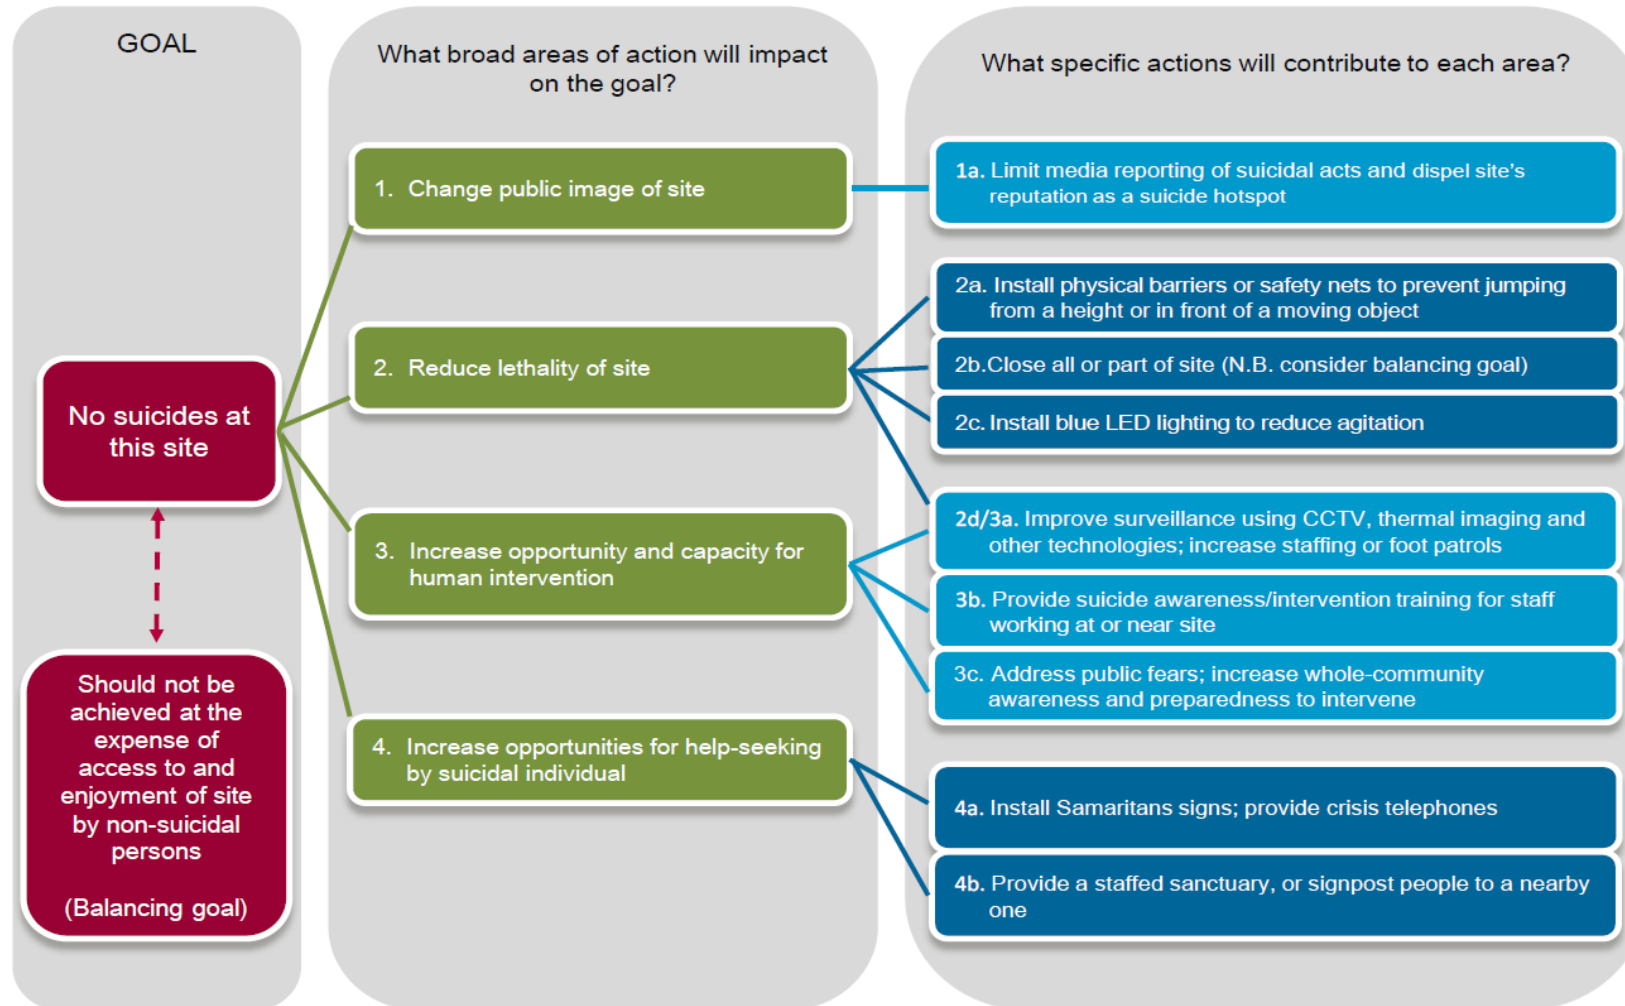 GOAL
What broad areas of action will impact
on the goal?
What specific actions will contribute to each area?
No suicides at
this site
Should not be
achieved at the
expense of
access to and
enjoyment of site
by non-suicidal
persons
(Balancing goal)
1. Change public image of site
2. Reduce lethality of site
3. Increase opportunity and capacity for
human intervention
4. Increase opportunities for help-seeking
by suicidal individual
1a. Limit media reporting of suicidal acts and dispel site's
reputation as a suicide hotspot
2a. Install physical barriers or safety nets to prevent jumping
from a height or in front of a moving object
2b.Close all or part of site (N.B. consider balancing goal)
2c. Install blue LED lighting to reduce agitation
2d/3a. Improve surveillance using CCTV, thermal imaging and
other technologies; increase staffing or foot patrols
3b. Provide suicide awareness/intervention training for staff
working at or near site
3c. Address public fears; increase whole-community
awareness and preparedness to intervene
4a. Install Samaritans signs; provide crisis telephones
4b. Provide a staffed sanctuary, or signpost people to a nearby
one